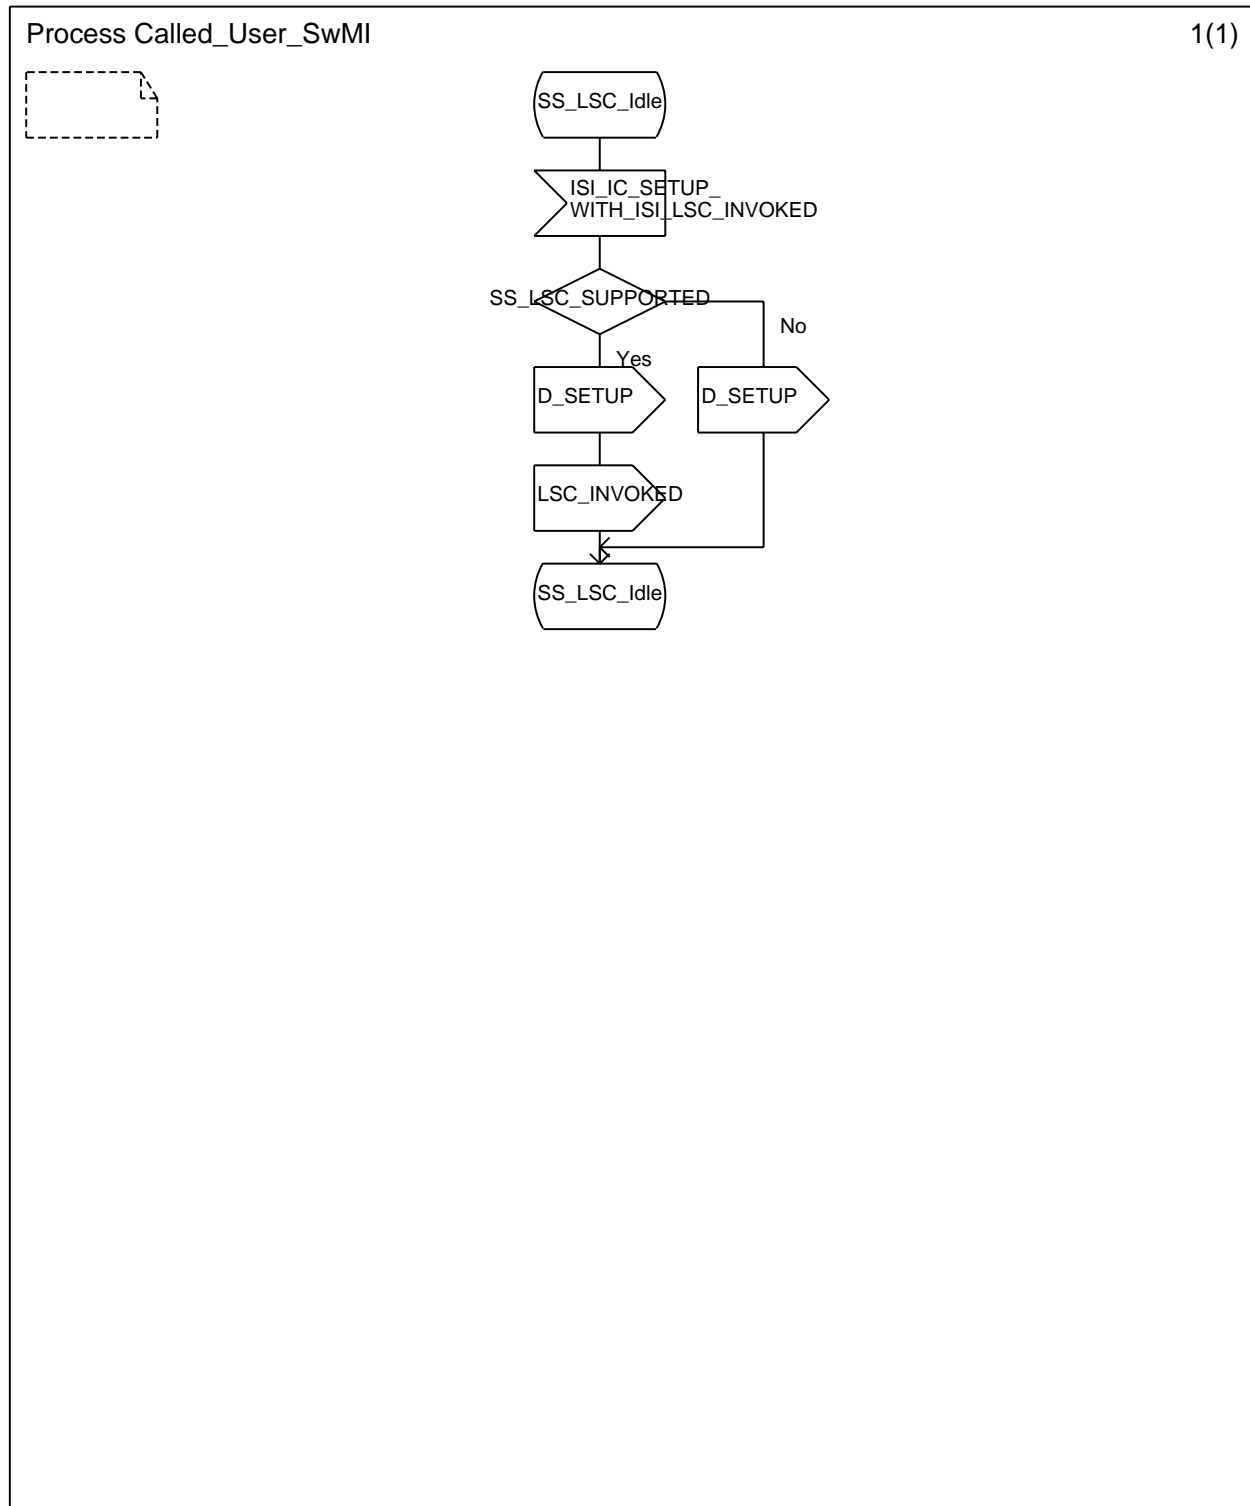 Process Called_User_SwMI
1(1)
SS_LSC_Idle
ISI_IC_SETUP_
WITH_ISI_LSC_INVOKED
SS_LSC_SUPPORTED
No
Yes
D_SETUP
D_SETUP
LSC_INVOKED
SS_LSC_Idle